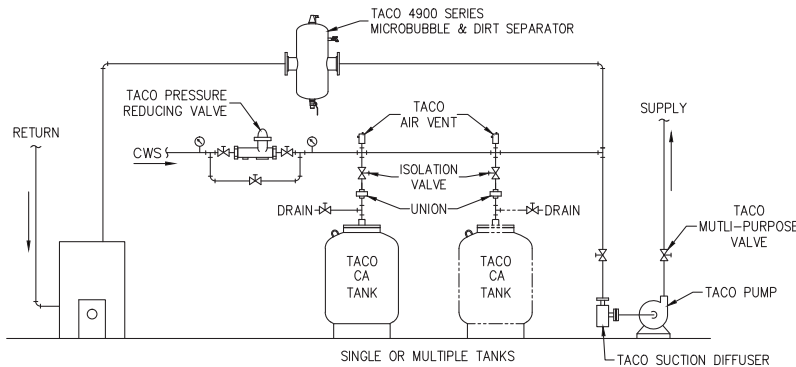 TACO 4900 SERIES
MICROBUBBLE & DIRT SEPARATOR
TACO PRESSURE
REDUCING VALVE
TACO
AIR VENT
SUPPLY
RETURN
CWS
ISOLATION
VALVE
DRAIN
UNION
DRAIN
TACO
MUTLI-PURPOSE
VALVE
TACO
CA
TANK
TACO
CA
TANK
TACO PUMP
SINGLE OR MULTIPLE TANKS
TACO SUCTION DIFFUSER